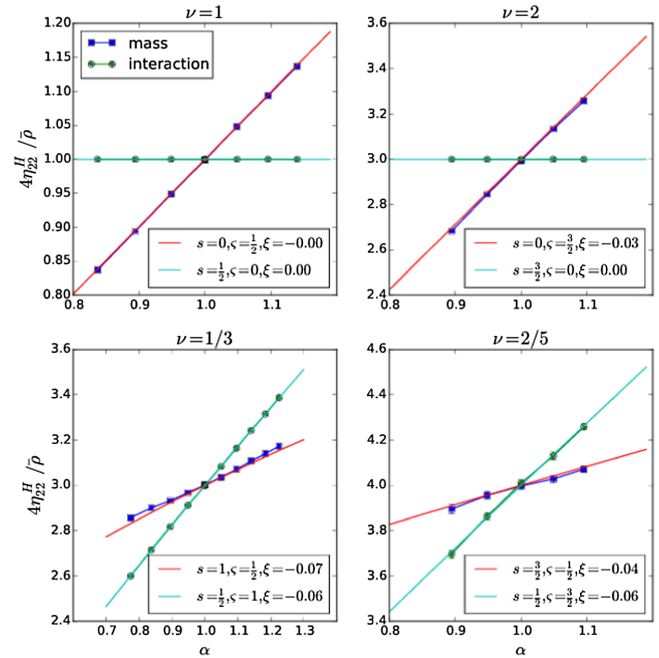 ν=1
ν=2
1.20
1.15
1.10
1.05
1.00
0.95
0.90
0.85
0.80
4η₂₂ᴴ/ρ̄
mass
interaction
s=0,ς=1/2,ξ=−0.00
s=1/2,ς=0,ξ=0.00
0.8 0.9 1.0 1.1
3.6
3.4
3.2
3.0
2.8
2.6
2.4
s=0,ς=3/2,ξ=−0.03
s=3/2,ς=0,ξ=0.00
0.8 0.9 1.0 1.1
ν=1/3
ν=2/5
3.6
3.4
3.2
3.0
2.8
2.6
2.4
4η₂₂ᴴ/ρ̄
s=1,ς=1/2,ξ=−0.07
s=1/2,ς=1,ξ=−0.06
0.7 0.8 0.9 1.0 1.1 1.2 1.3
α
4.6
4.4
4.2
4.0
3.8
3.6
3.4
s=3/2,ς=1/2,ξ=−0.04
s=1/2,ς=3/2,ξ=−0.06
0.8 0.9 1.0 1.1
α